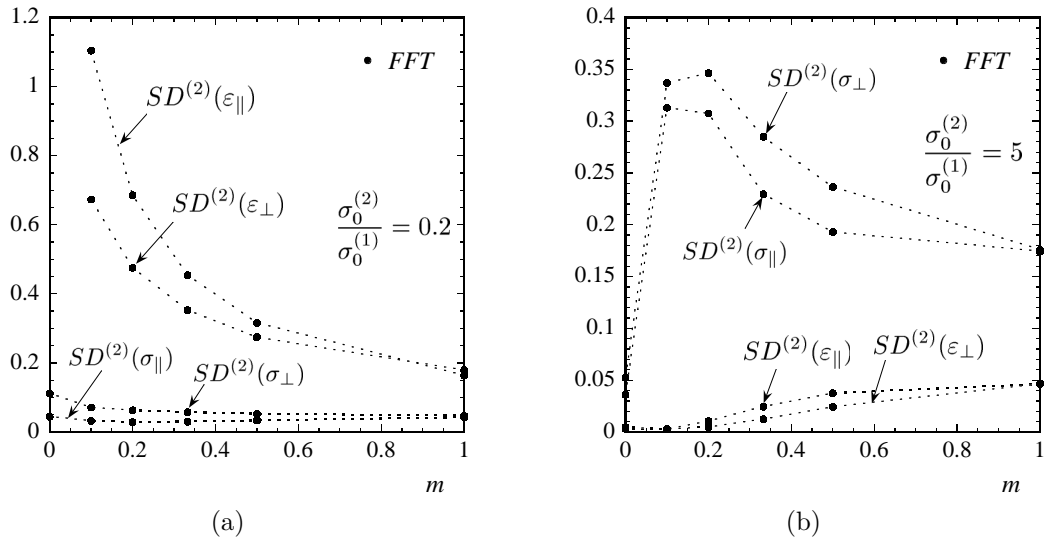 1.2
1
0.8
0.6
0.4
0.2
0
FFT
SD^{(2)}(ε_∥)
SD^{(2)}(ε_⊥)
σ_0^{(2)} / σ_0^{(1)} = 0.2
SD^{(2)}(σ_∥)
SD^{(2)}(σ_⊥)
0 0.2 0.4 0.6 0.8 1
m
(a)
0.4
0.35
0.3
0.25
0.2
0.15
0.1
0.05
0
FFT
SD^{(2)}(σ_⊥)
σ_0^{(2)} / σ_0^{(1)} = 5
SD^{(2)}(σ_∥)
SD^{(2)}(ε_∥)
SD^{(2)}(ε_⊥)
0 0.2 0.4 0.6 0.8 1
m
(b)